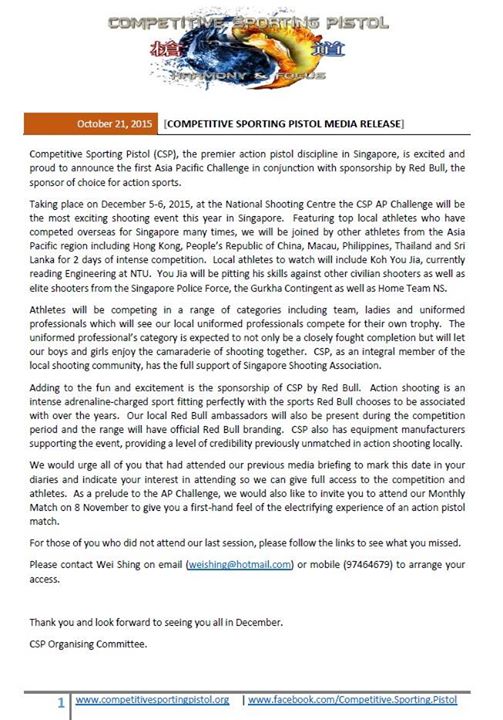 COMPETITIVE SPORTING PISTOL
槍 道
HARMONY & FOCUS
October 21, 2015 [COMPETITIVE SPORTING PISTOL MEDIA RELEASE]
Competitive Sporting Pistol (CSP), the premier action pistol discipline in Singapore, is excited and
proud to announce the first Asia Pacific Challenge in conjunction with sponsorship by Red Bull, the
sponsor of choice for action sports.
Taking place on December 5-6, 2015, at the National Shooting Centre the CSP AP Challenge will be
the most exciting shooting event this year in Singapore. Featuring top local athletes who have
competed overseas for Singapore many times, we will be joined by other athletes from the Asia
Pacific region including Hong Kong, People's Republic of China, Macau, Philippines, Thailand and Sri
Lanka for 2 days of intense competition. Local athletes to watch will include Koh You Jia, currently
reading Engineering at NTU. You Jia will be pitting his skills against other civilian shooters as well as
elite shooters from the Singapore Police Force, the Gurkha Contingent as well as Home Team NS.
Athletes will be competing in a range of categories including team, ladies and uniformed
professionals which will see our local uniformed professionals compete for their own trophy. The
uniformed professional's category is expected to not only be a closely fought completion but will let
our boys and girls enjoy the camaraderie of shooting together. CSP, as an integral member of the
local shooting community, has the full support of Singapore Shooting Association.
Adding to the fun and excitement is the sponsorship of CSP by Red Bull. Action shooting is an
intense adrenaline-charged sport fitting perfectly with the sports Red Bull chooses to be associated
with over the years. Our local Red Bull ambassadors will also be present during the competition
period and the range will have official Red Bull branding. CSP also has equipment manufacturers
supporting the event, providing a level of credibility previously unmatched in action shooting locally.
We would urge all of you that had attended our previous media briefing to mark this date in your
diaries and indicate your interest in attending so we can give full access to the competition and
athletes. As a prelude to the AP Challenge, we would also like to invite you to attend our Monthly
Match on 8 November to give you a first-hand feel of the electrifying experience of an action pistol
match.
For those of you who did not attend our last session, please follow the links to see what you missed.
Please contact Wei Shing on email (weishing@hotmail.com) or mobile (97464679) to arrange your
access.
Thank you and look forward to seeing you all in December.
CSP Organising Committee.
1 www.competitivesportingpistol.org | www.facebook.com/Competitive.Sporting.Pistol